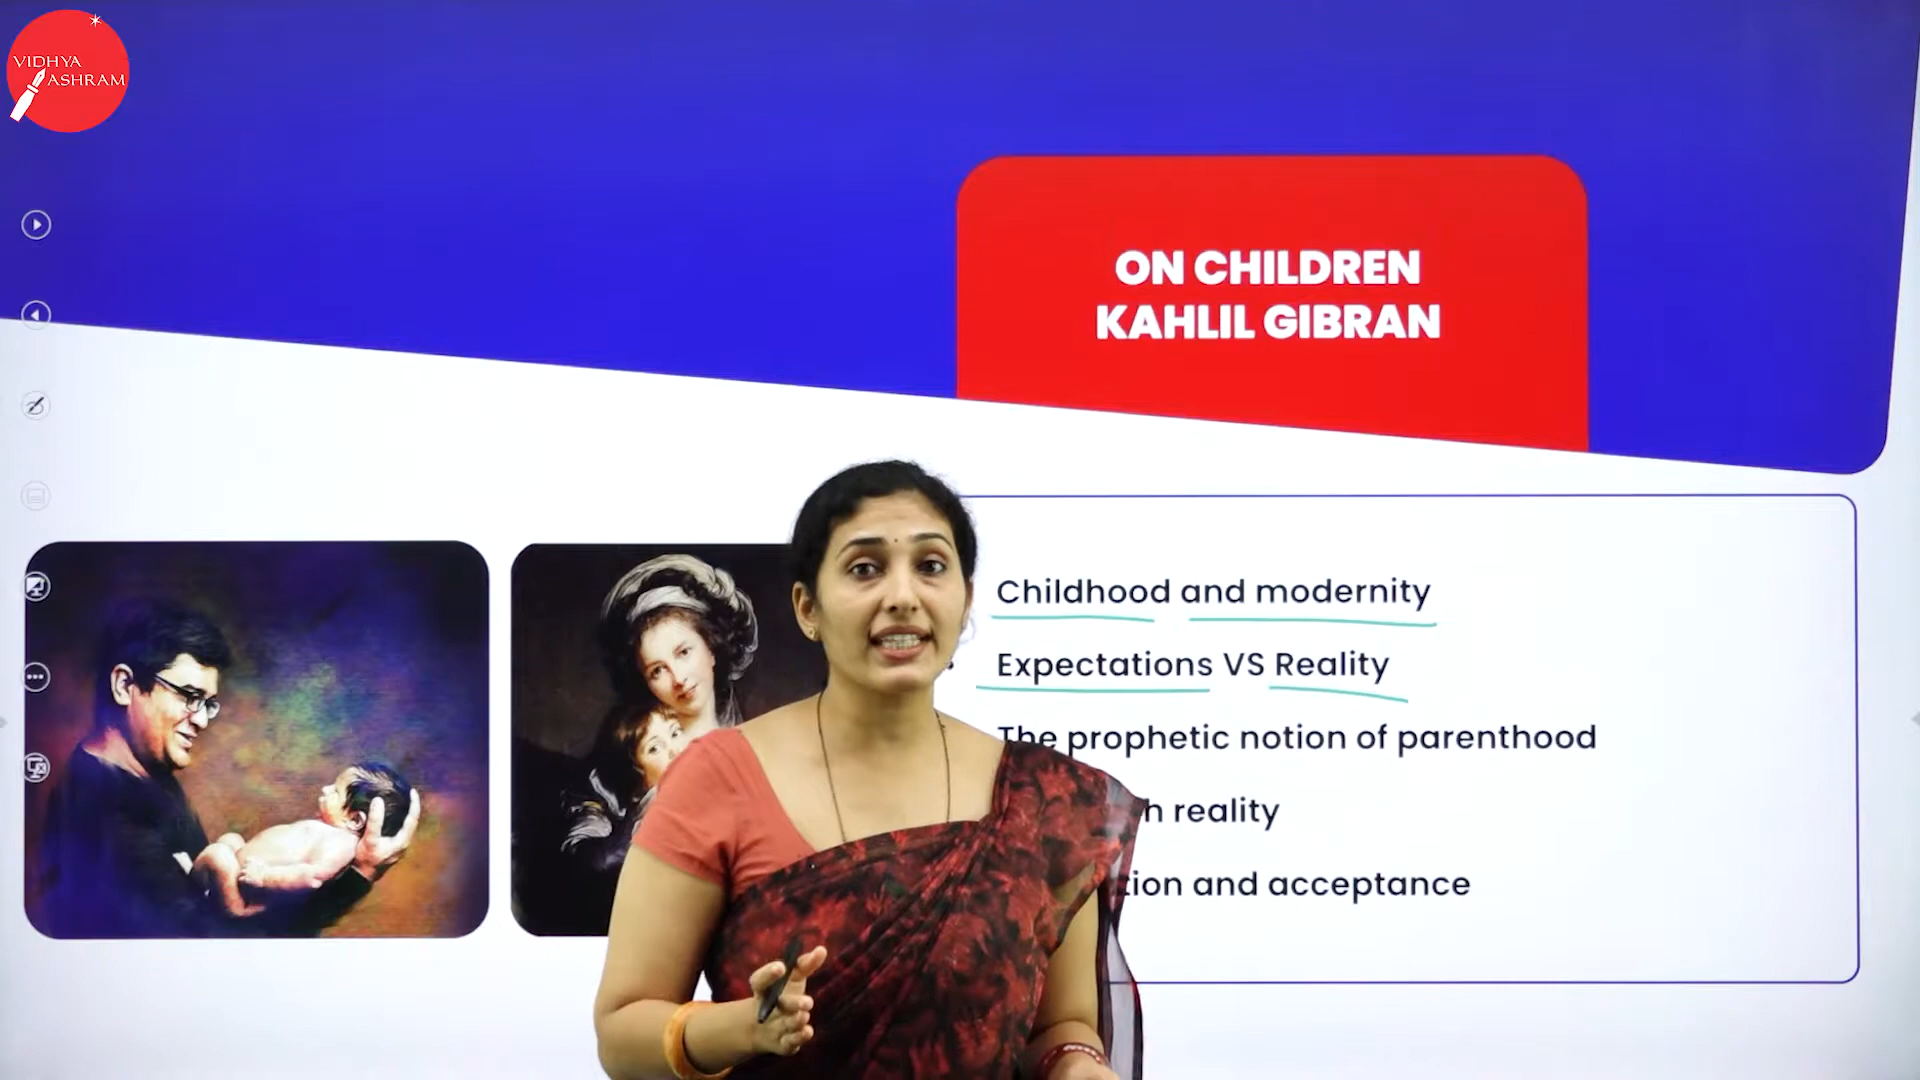 VIDHYA
ASHRAM
ON CHILDREN
KAHLIL GIBRAN
Childhood and modernity
Expectations VS Reality
The prophetic notion of parenthood
reality
and acceptance